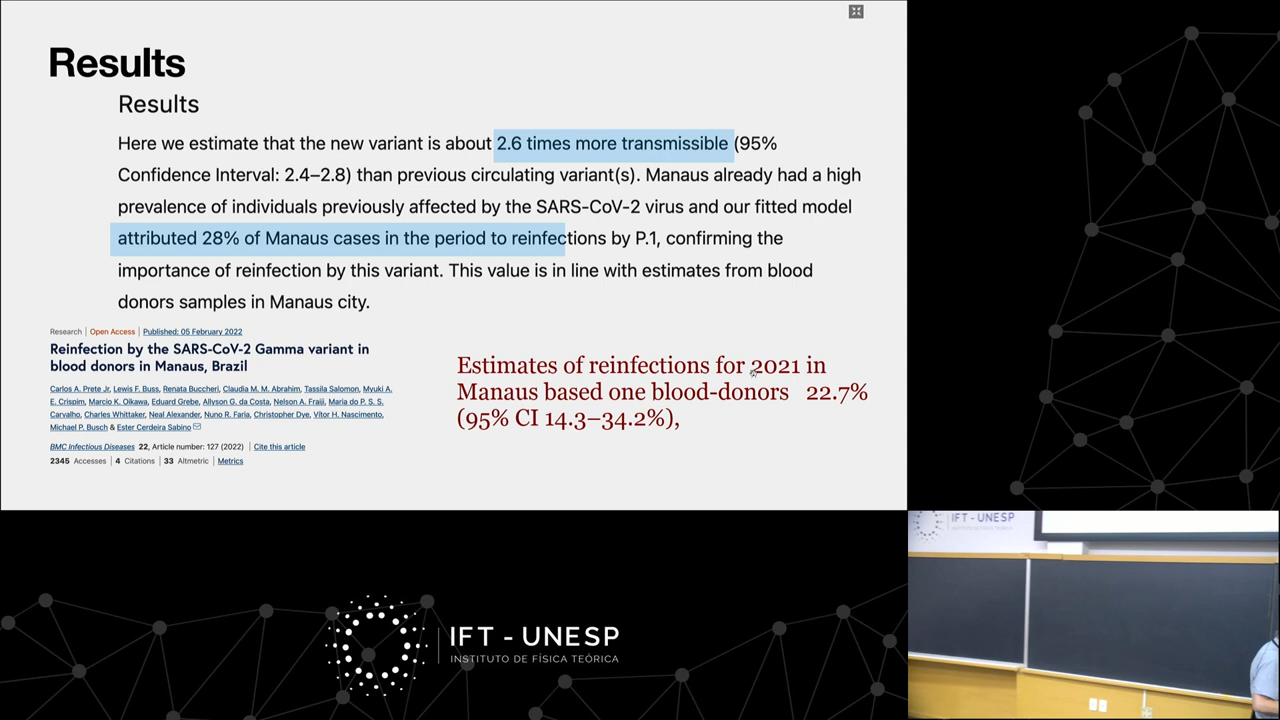 Results
Results
Here we estimate that the new variant is about 2.6 times more transmissible (95%
Confidence Interval: 2.4–2.8) than previous circulating variant(s). Manaus already had a high
prevalence of individuals previously affected by the SARS-CoV-2 virus and our fitted model
attributed 28% of Manaus cases in the period to reinfections by P.1, confirming the
importance of reinfection by this variant. This value is in line with estimates from blood
donors samples in Manaus city.
Research | Open Access | Published: 05 February 2022
Reinfection by the SARS-CoV-2 Gamma variant in
blood donors in Manaus, Brazil
Carlos A. Prete Jr, Lewis F. Buss, Renata Buccheri, Claudia M. M. Abrahim, Tassila Salomon, Myuki A.
E. Crispim, Marcio K. Oikawa, Eduard Grebe, Allyson G. da Costa, Nelson A. Fraiji, Maria do P. S. S.
Carvalho, Charles Whittaker, Neal Alexander, Nuno R. Faria, Christopher Dye, Vítor H. Nascimento,
Michael P. Busch & Ester Cerdeira Sabino
BMC Infectious Diseases 22, Article number: 127 (2022) | Cite this article
2345 Accesses | 4 Citations | 33 Altmetric | Metrics
Estimates of reinfections for 2021 in
Manaus based one blood-donors 22.7%
(95% CI 14.3–34.2%),
IFT - UNESP
IFT - UNESP
INSTITUTO DE FÍSICA TEÓRICA